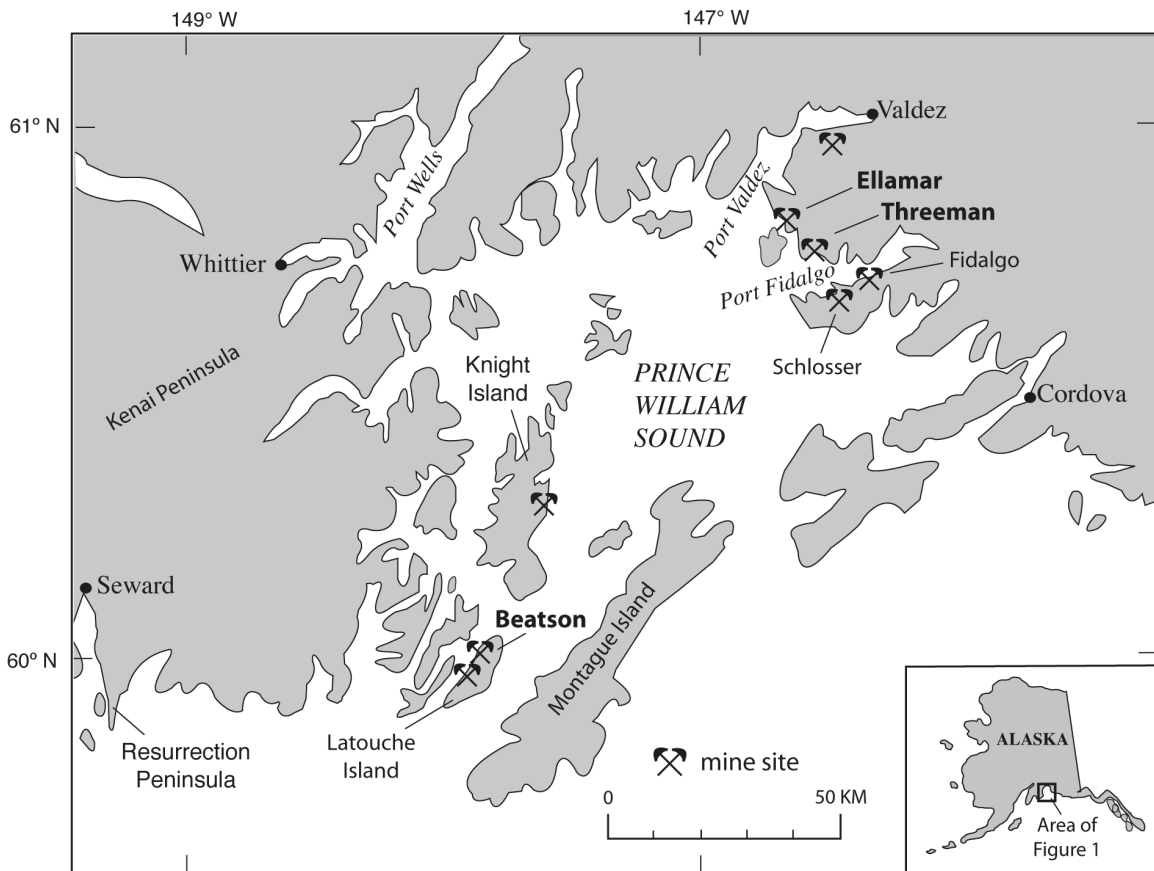 149° W
147° W
61° N
Valdez
Port Wells
Port Valdez
Ellamar
Threeman
Whittier
Fidalgo
Port Fidalgo
Kenai Peninsula
Knight
Island
PRINCE
WILLIAM
SOUND
Schlosser
Cordova
Seward
Beatson
Montague Island
60° N
Resurrection
Peninsula
Latouche
Island
mine site
0
50 KM
ALASKA
Area of
Figure 1